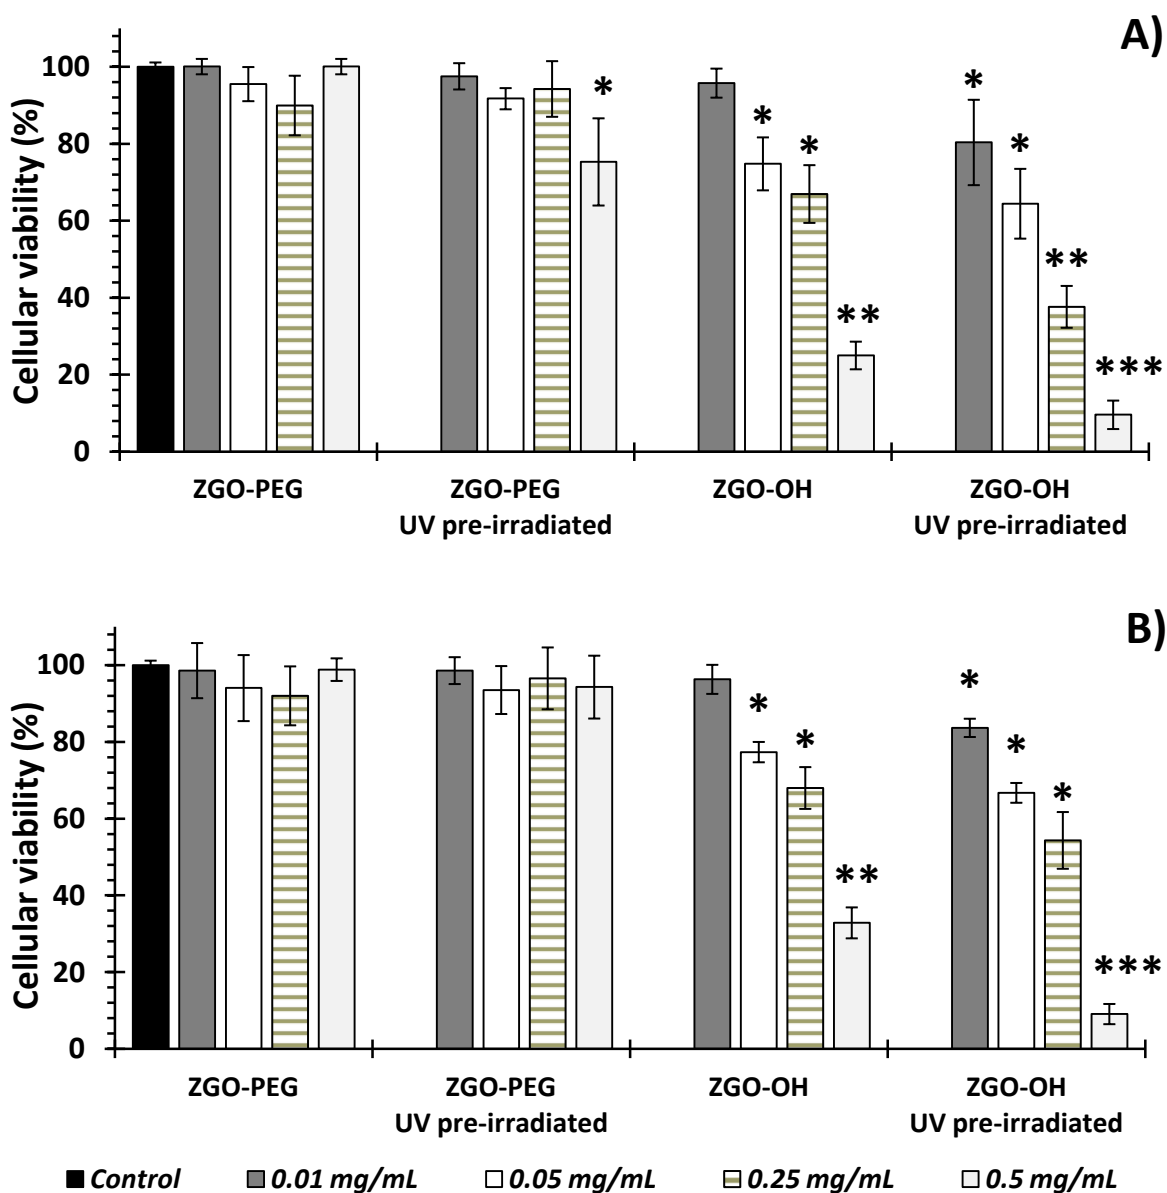 A)
Cellular viability (%)
100
80
60
40
20
0
*
*
*
**
*
*
**
***
ZGO-PEG
ZGO-PEG
UV pre-irradiated
ZGO-OH
ZGO-OH
UV pre-irradiated
B)
Cellular viability (%)
100
80
60
40
20
0
*
*
**
*
*
*
***
ZGO-PEG
ZGO-PEG
UV pre-irradiated
ZGO-OH
ZGO-OH
UV pre-irradiated
Control 0.01 mg/mL 0.05 mg/mL 0.25 mg/mL 0.5 mg/mL